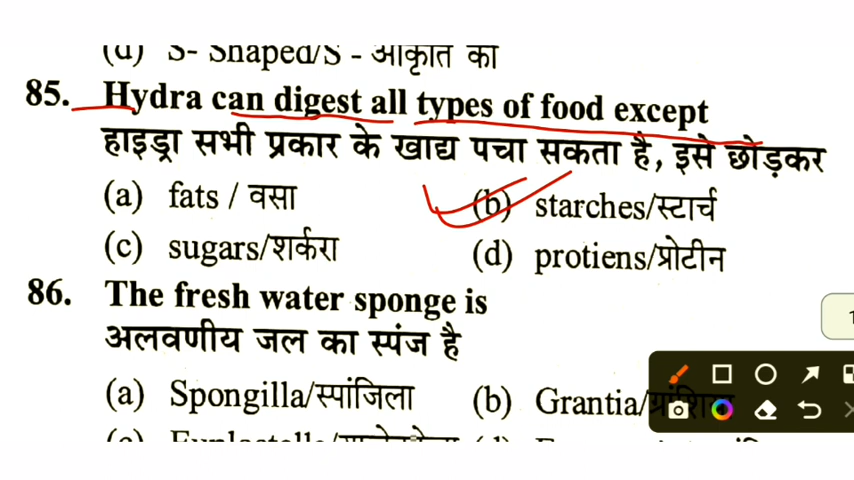 (d) S- Shaped/S - आकृति का
85. Hydra can digest all types of food except
हाइड्रा सभी प्रकार के खाद्य पचा सकता है, इसे छोड़कर
(a) fats / वसा (b) starches/स्टार्च
(c) sugars/शर्करा (d) protiens/प्रोटीन
86. The fresh water sponge is
अलवणीय जल का स्पंज है
(a) Spongilla/स्पांजिला (b) Grantia/ग्रांशिया
(c)